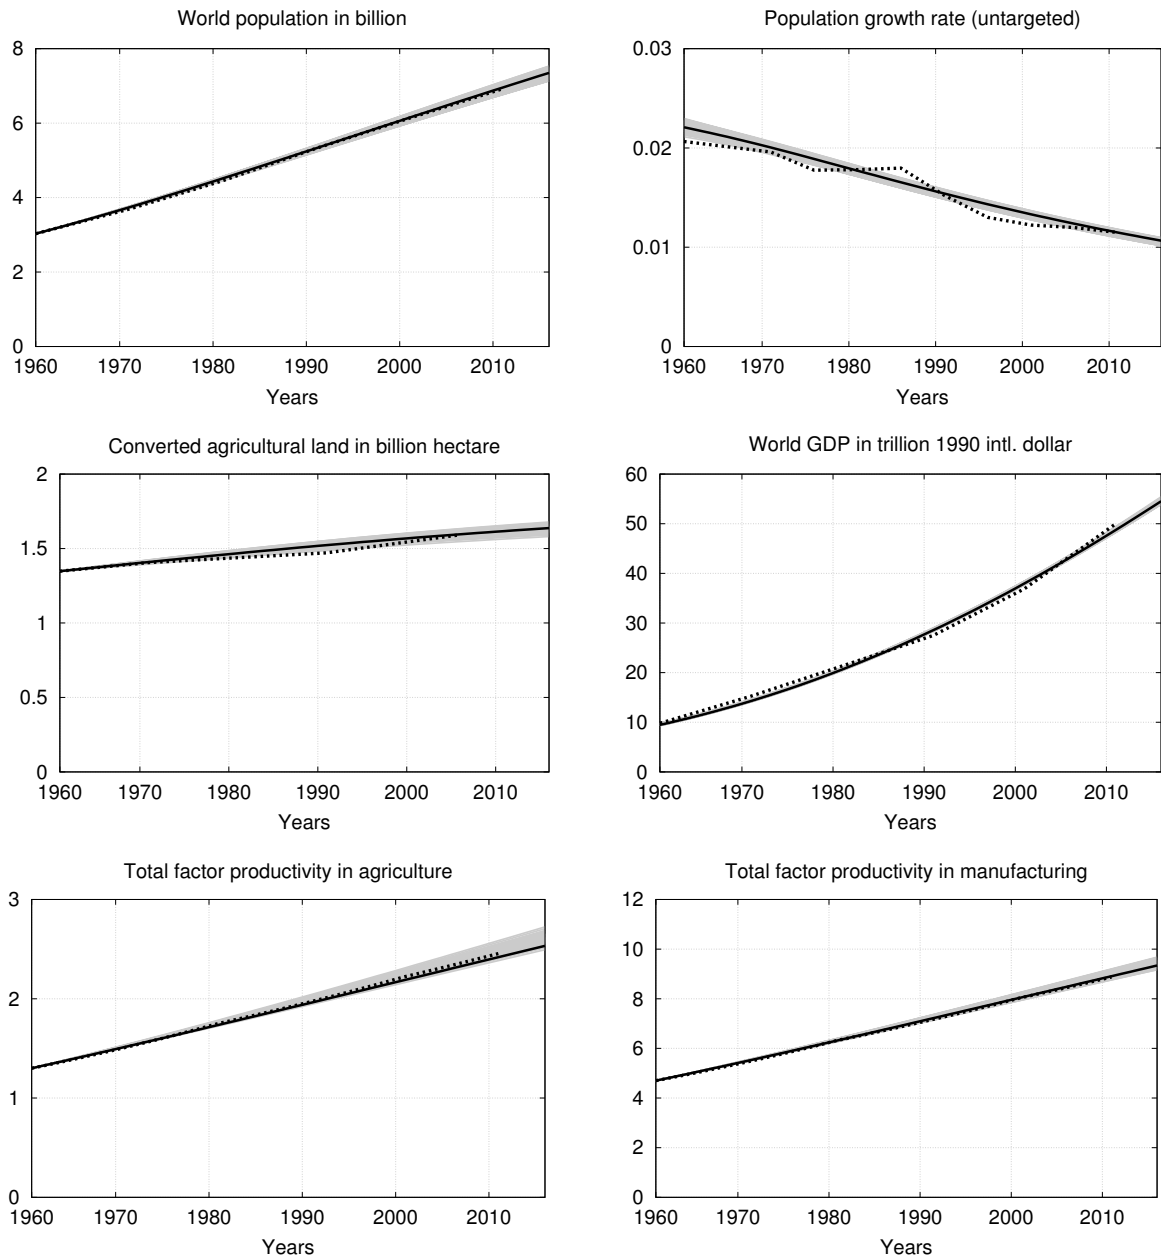 World population in billion
8
6
4
2
0
1960 1970 1980 1990 2000 2010
Years
Population growth rate (untargeted)
0.03
0.02
0.01
0
1960 1970 1980 1990 2000 2010
Years
Converted agricultural land in billion hectare
2
1.5
1
0.5
0
1960 1970 1980 1990 2000 2010
Years
World GDP in trillion 1990 intl. dollar
60
50
40
30
20
10
0
1960 1970 1980 1990 2000 2010
Years
Total factor productivity in agriculture
3
2
1
0
1960 1970 1980 1990 2000 2010
Years
Total factor productivity in manufacturing
12
10
8
6
4
2
0
1960 1970 1980 1990 2000 2010
Years